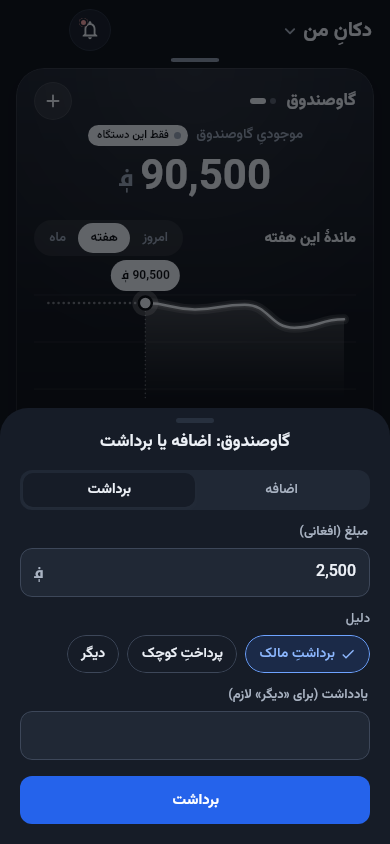 دکانِ من
گاوصندوق
موجودیِ گاوصندوق فقط این دستگاه
90,500 ؋
ماندهٔ این هفته
امروز هفته ماه
90,500 ؋
گاوصندوق: اضافه یا برداشت
اضافه برداشت
مبلغ (افغانی)
2,500 ؋
دلیل
برداشتِ مالک پرداختِ کوچک دیگر
یادداشت (برای «دیگر» لازم)
برداشت